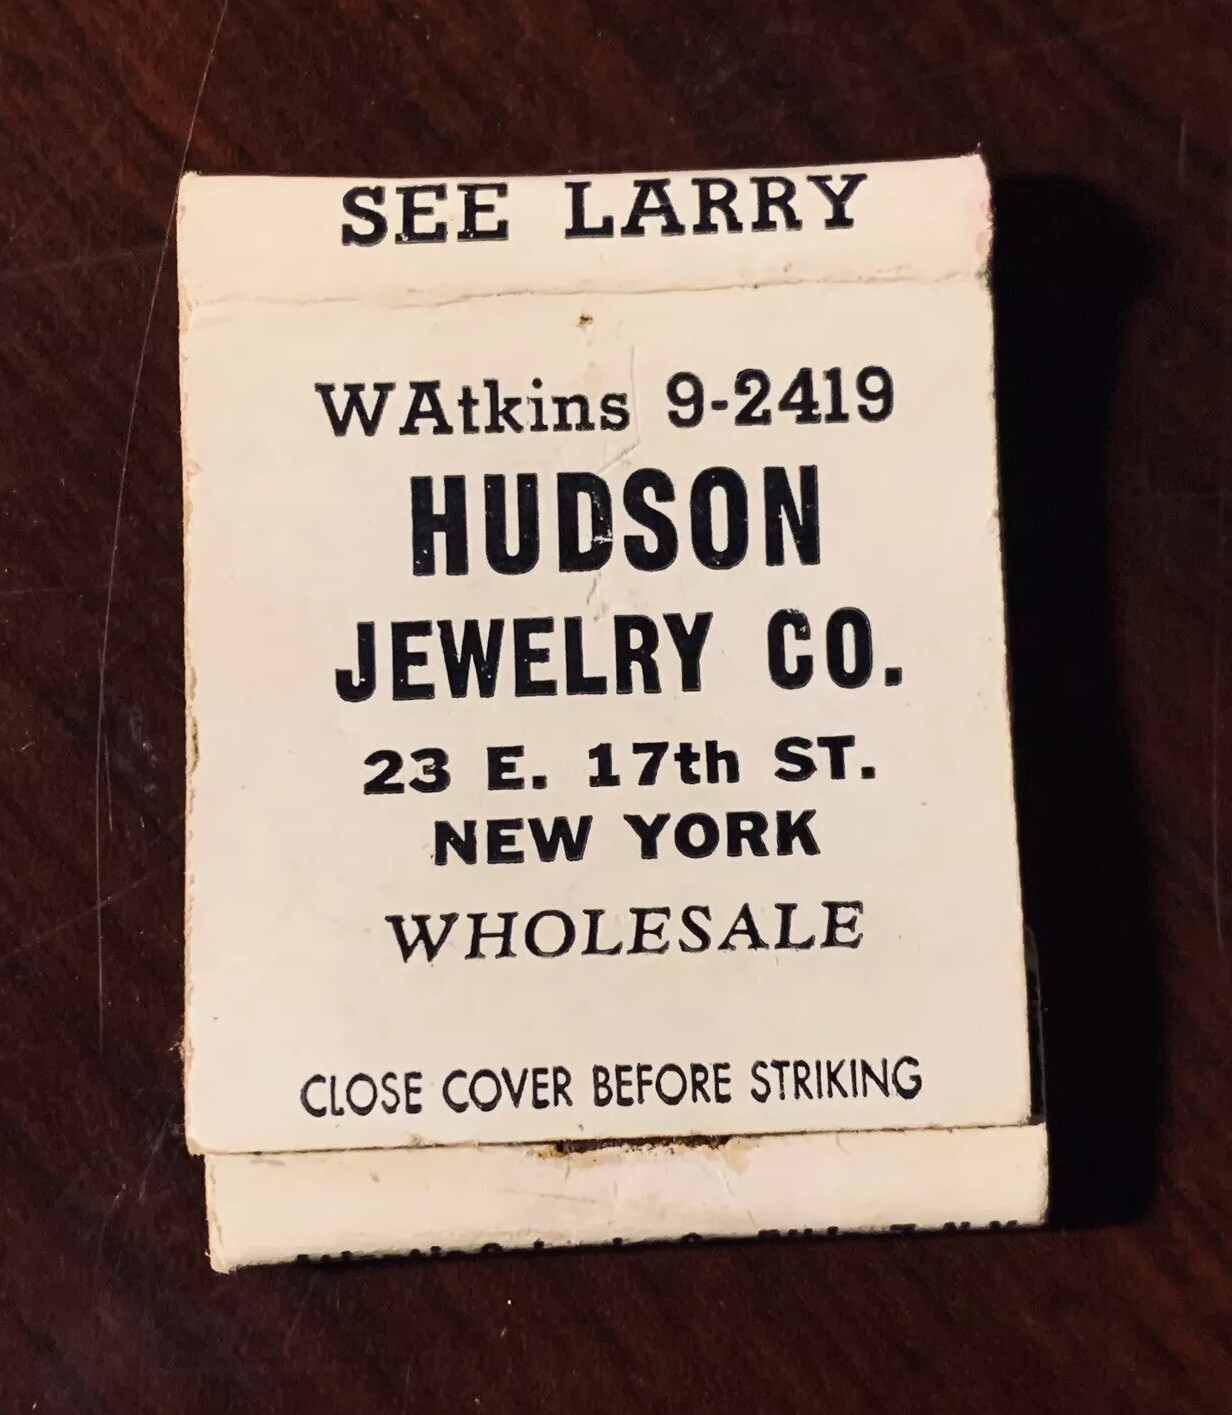 SEE LARRY
WAtkins 9-2419
HUDSON
JEWELRY CO.
23 E. 17th ST.
NEW YORK
WHOLESALE
CLOSE COVER BEFORE STRIKING